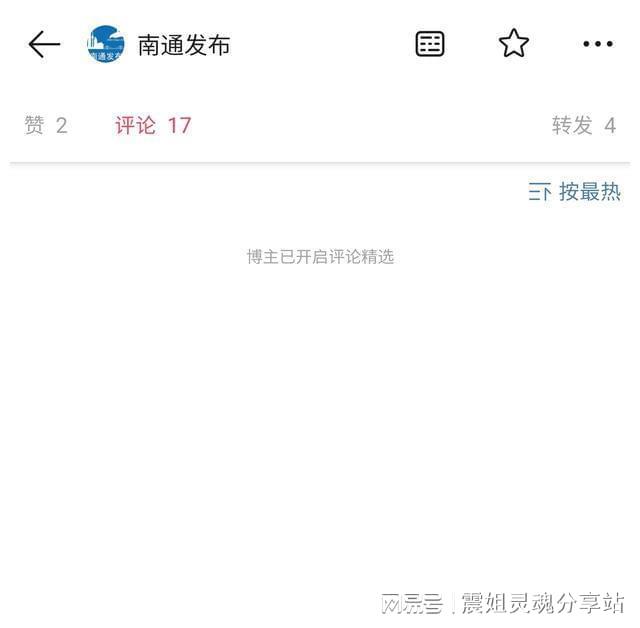 南通发布
南通发布
赞 2 评论 17 转发 4
按最热
博主已开启评论精选
网易号 | 震姐灵魂分享站